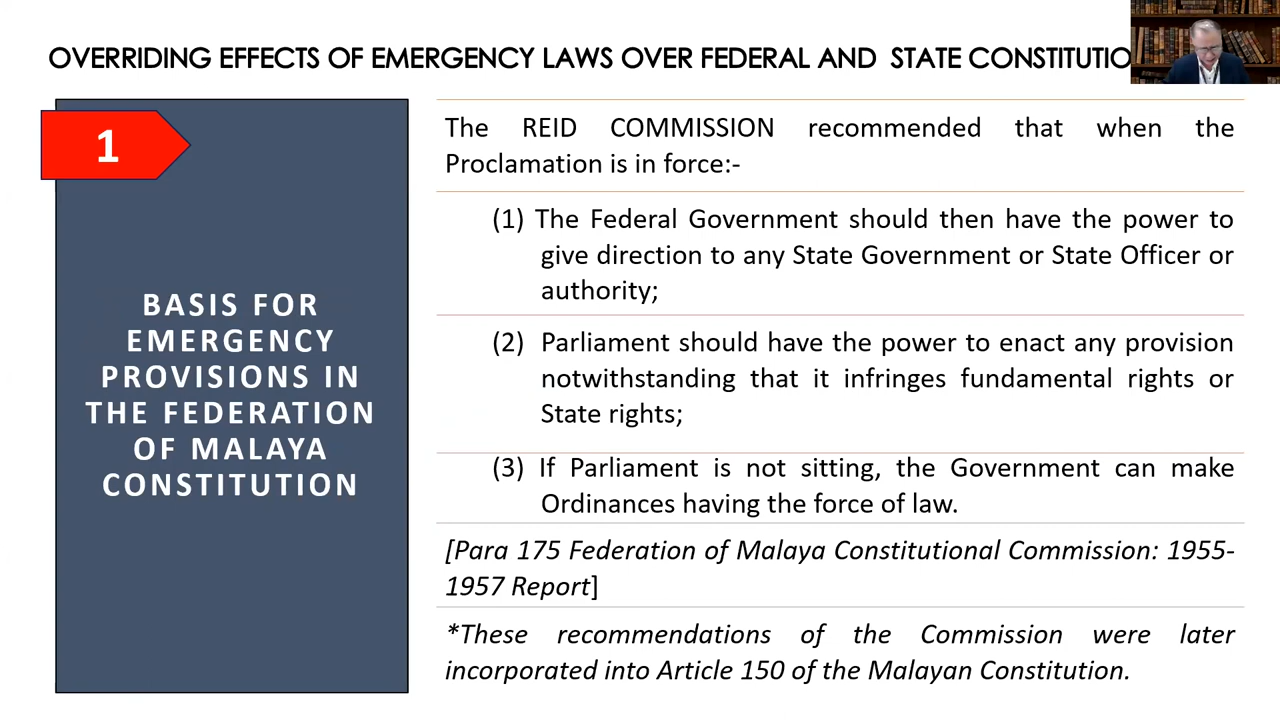 OVERRIDING EFFECTS OF EMERGENCY LAWS OVER FEDERAL AND STATE CONSTITUTIO
1
BASIS FOR
EMERGENCY
PROVISIONS IN
THE FEDERATION
OF MALAYA
CONSTITUTION
The REID COMMISSION recommended that when the
Proclamation is in force:-
(1) The Federal Government should then have the power to
give direction to any State Government or State Officer or
authority;
(2) Parliament should have the power to enact any provision
notwithstanding that it infringes fundamental rights or
State rights;
(3) If Parliament is not sitting, the Government can make
Ordinances having the force of law.
[Para 175 Federation of Malaya Constitutional Commission: 1955-
1957 Report]
*These recommendations of the Commission were later
incorporated into Article 150 of the Malayan Constitution.